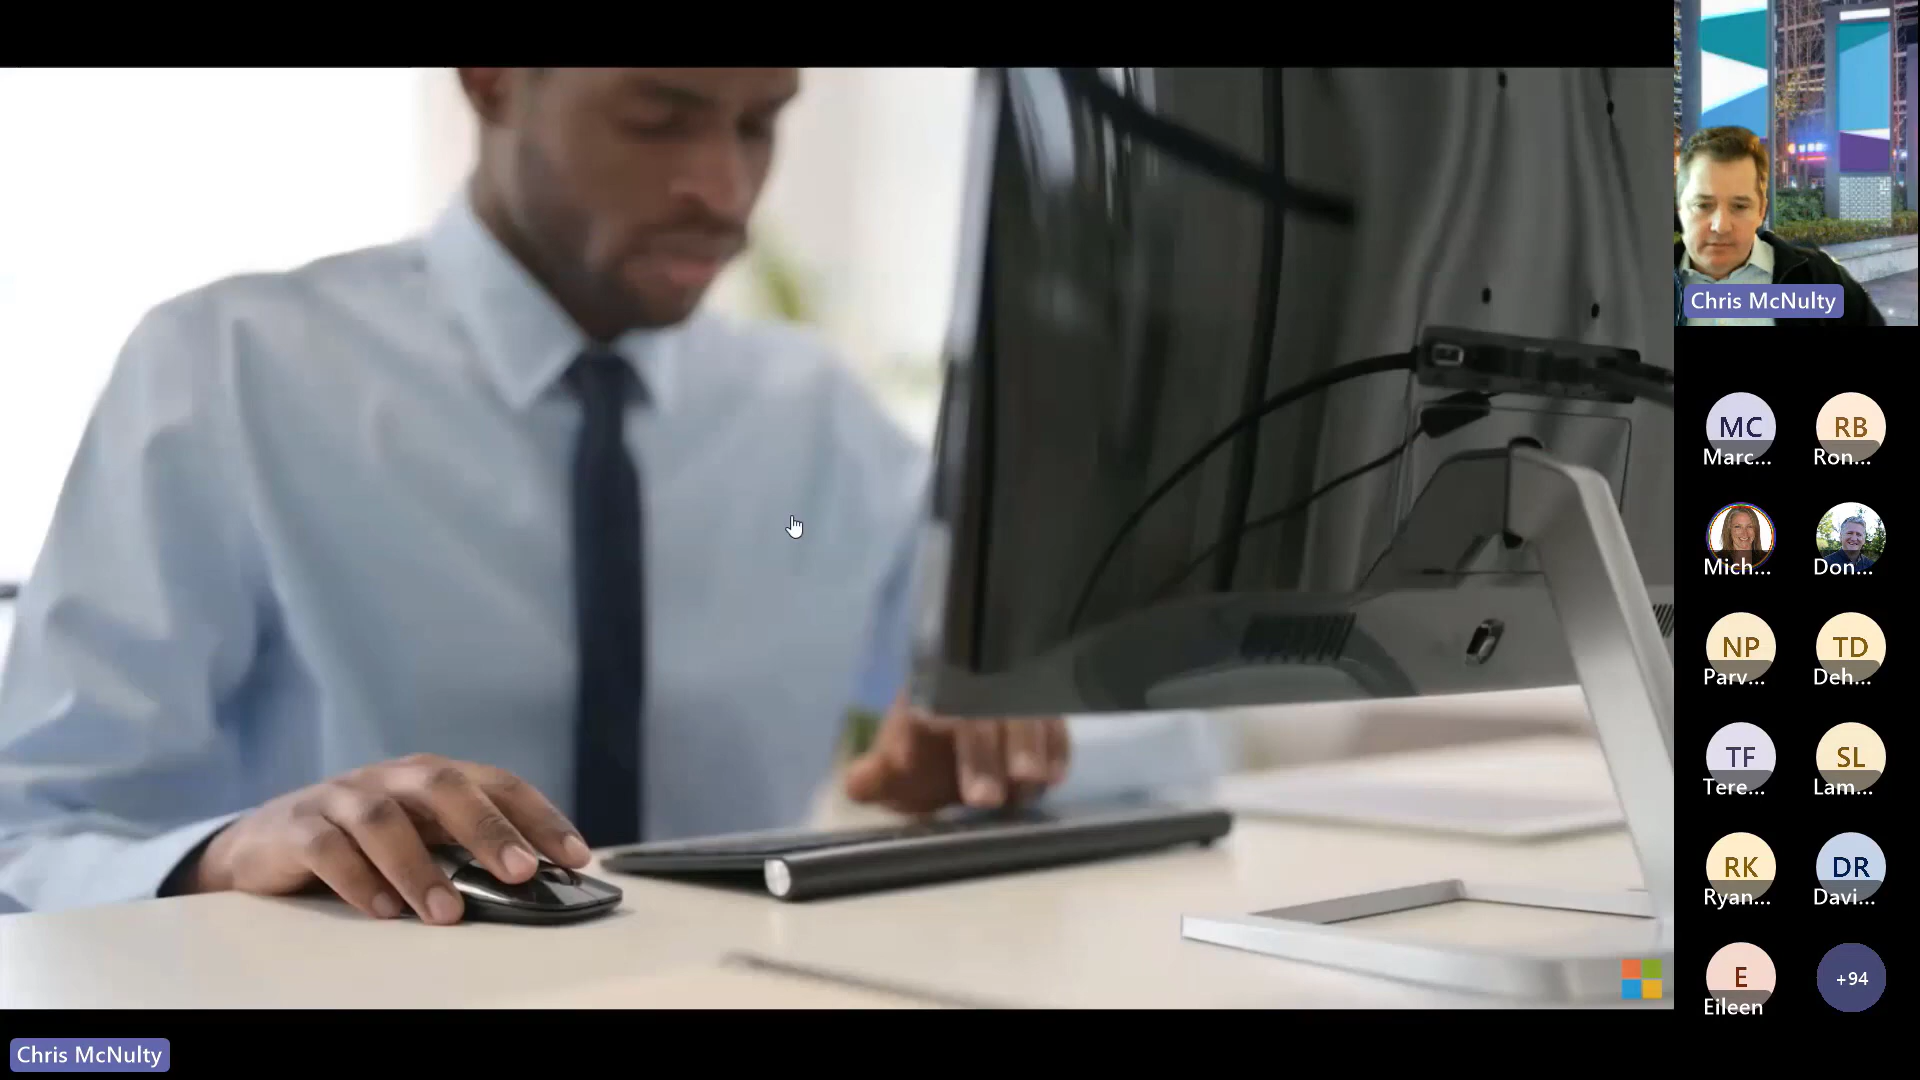 Chris McNulty
MC
Marc...
RB
Ron...
Mich...
Don...
NP
Parv...
TD
Deh...
TF
Tere...
SL
Lam...
RK
Ryan...
DR
Davi...
E
Eileen
+94
Chris McNulty